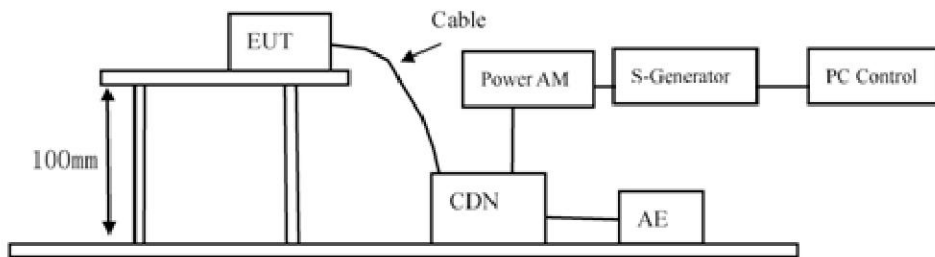 Cable
EUT
Power AM
S-Generator
PC Control
100mm
CDN
AE